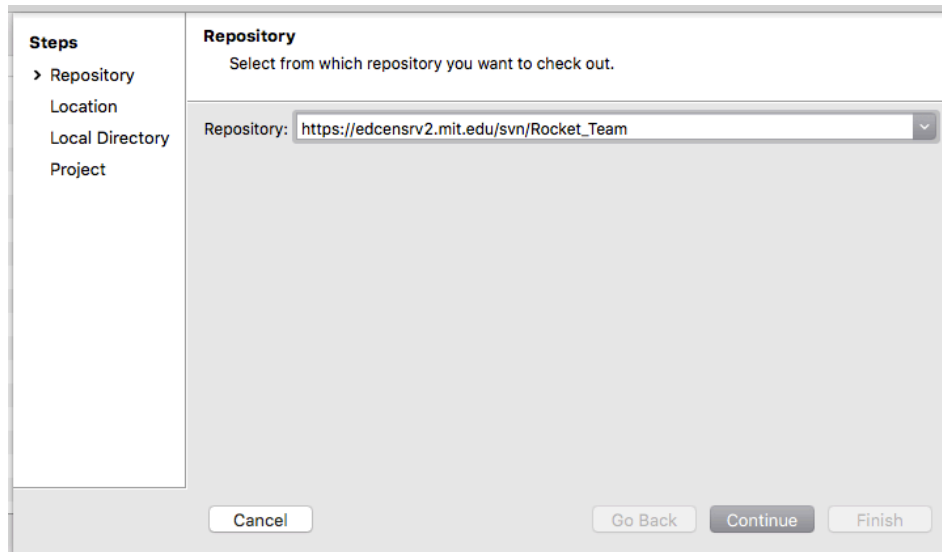 Steps
> Repository
Location
Local Directory
Project
Repository
Select from which repository you want to check out.
Repository: https://edcensrv2.mit.edu/svn/Rocket_Team
Cancel
Go Back
Continue
Finish